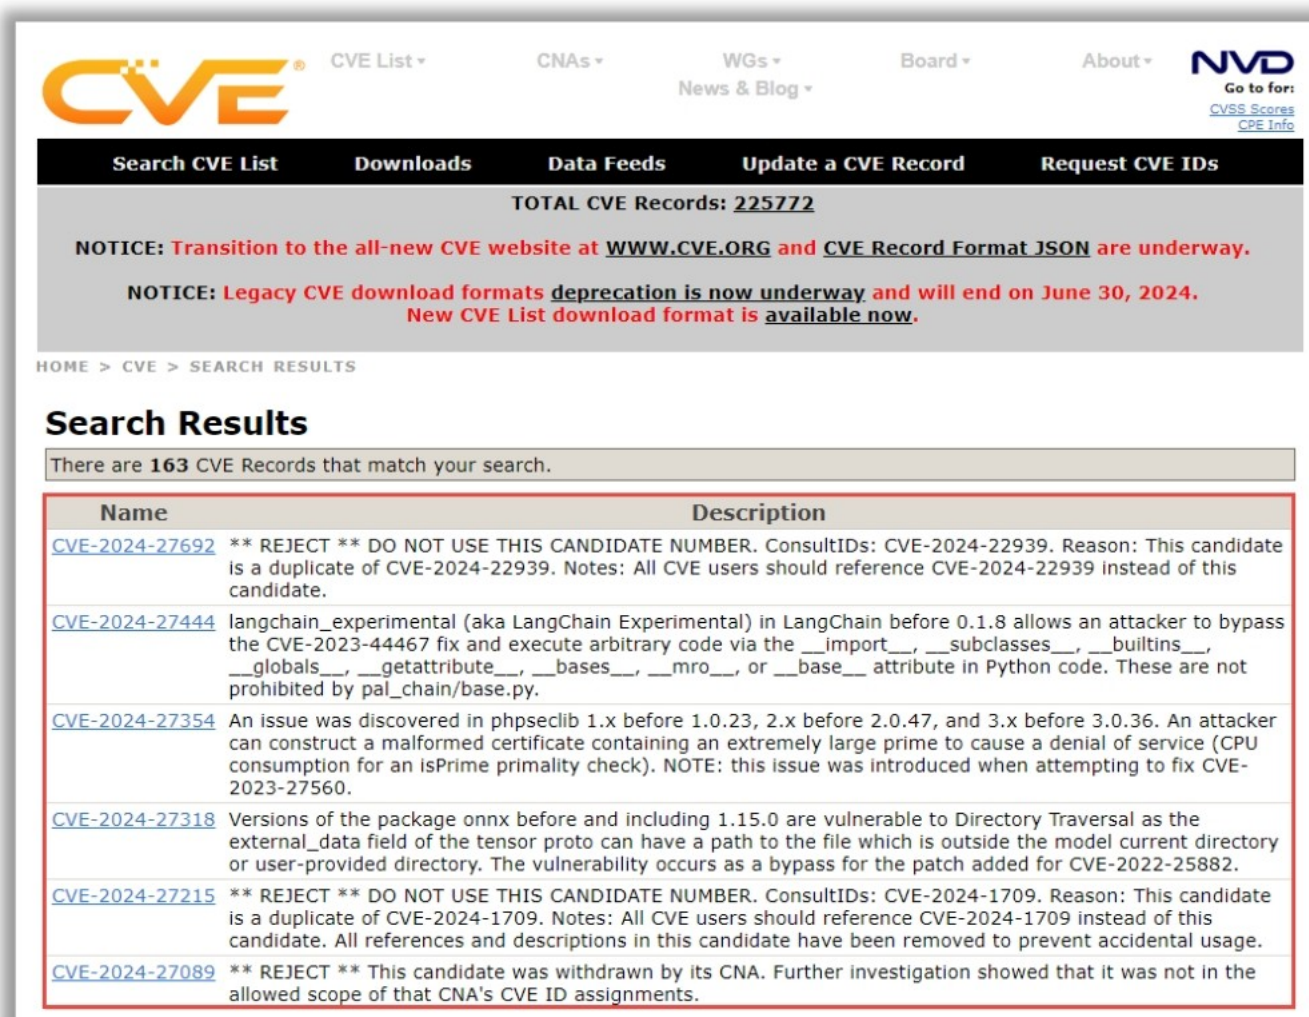 CVE®
CVE List CNAs WGs Board About
News & Blog
NVD
Go to for:
CVSS Scores
CPE Info
Search CVE List Downloads Data Feeds Update a CVE Record Request CVE IDs
TOTAL CVE Records: 225772
NOTICE: Transition to the all-new CVE website at WWW.CVE.ORG and CVE Record Format JSON are underway.
NOTICE: Legacy CVE download formats deprecation is now underway and will end on June 30, 2024.
New CVE List download format is available now.
HOME > CVE > SEARCH RESULTS
Search Results
There are 163 CVE Records that match your search.
Name Description
CVE-2024-27692 ** REJECT ** DO NOT USE THIS CANDIDATE NUMBER. ConsultIDs: CVE-2024-22939. Reason: This candidate
is a duplicate of CVE-2024-22939. Notes: All CVE users should reference CVE-2024-22939 instead of this
candidate.
CVE-2024-27444 langchain_experimental (aka LangChain Experimental) in LangChain before 0.1.8 allows an attacker to bypass
the CVE-2023-44467 fix and execute arbitrary code via the __import__, __subclasses__, __builtins__,
__globals__, __getattribute__, __bases__, __mro__, or __base__ attribute in Python code. These are not
prohibited by pal_chain/base.py.
CVE-2024-27354 An issue was discovered in phpseclib 1.x before 1.0.23, 2.x before 2.0.47, and 3.x before 3.0.36. An attacker
can construct a malformed certificate containing an extremely large prime to cause a denial of service (CPU
consumption for an isPrime primality check). NOTE: this issue was introduced when attempting to fix CVE-
2023-27560.
CVE-2024-27318 Versions of the package onnx before and including 1.15.0 are vulnerable to Directory Traversal as the
external_data field of the tensor proto can have a path to the file which is outside the model current directory
or user-provided directory. The vulnerability occurs as a bypass for the patch added for CVE-2022-25882.
CVE-2024-27215 ** REJECT ** DO NOT USE THIS CANDIDATE NUMBER. ConsultIDs: CVE-2024-1709. Reason: This candidate
is a duplicate of CVE-2024-1709. Notes: All CVE users should reference CVE-2024-1709 instead of this
candidate. All references and descriptions in this candidate have been removed to prevent accidental usage.
CVE-2024-27089 ** REJECT ** This candidate was withdrawn by its CNA. Further investigation showed that it was not in the
allowed scope of that CNA's CVE ID assignments.